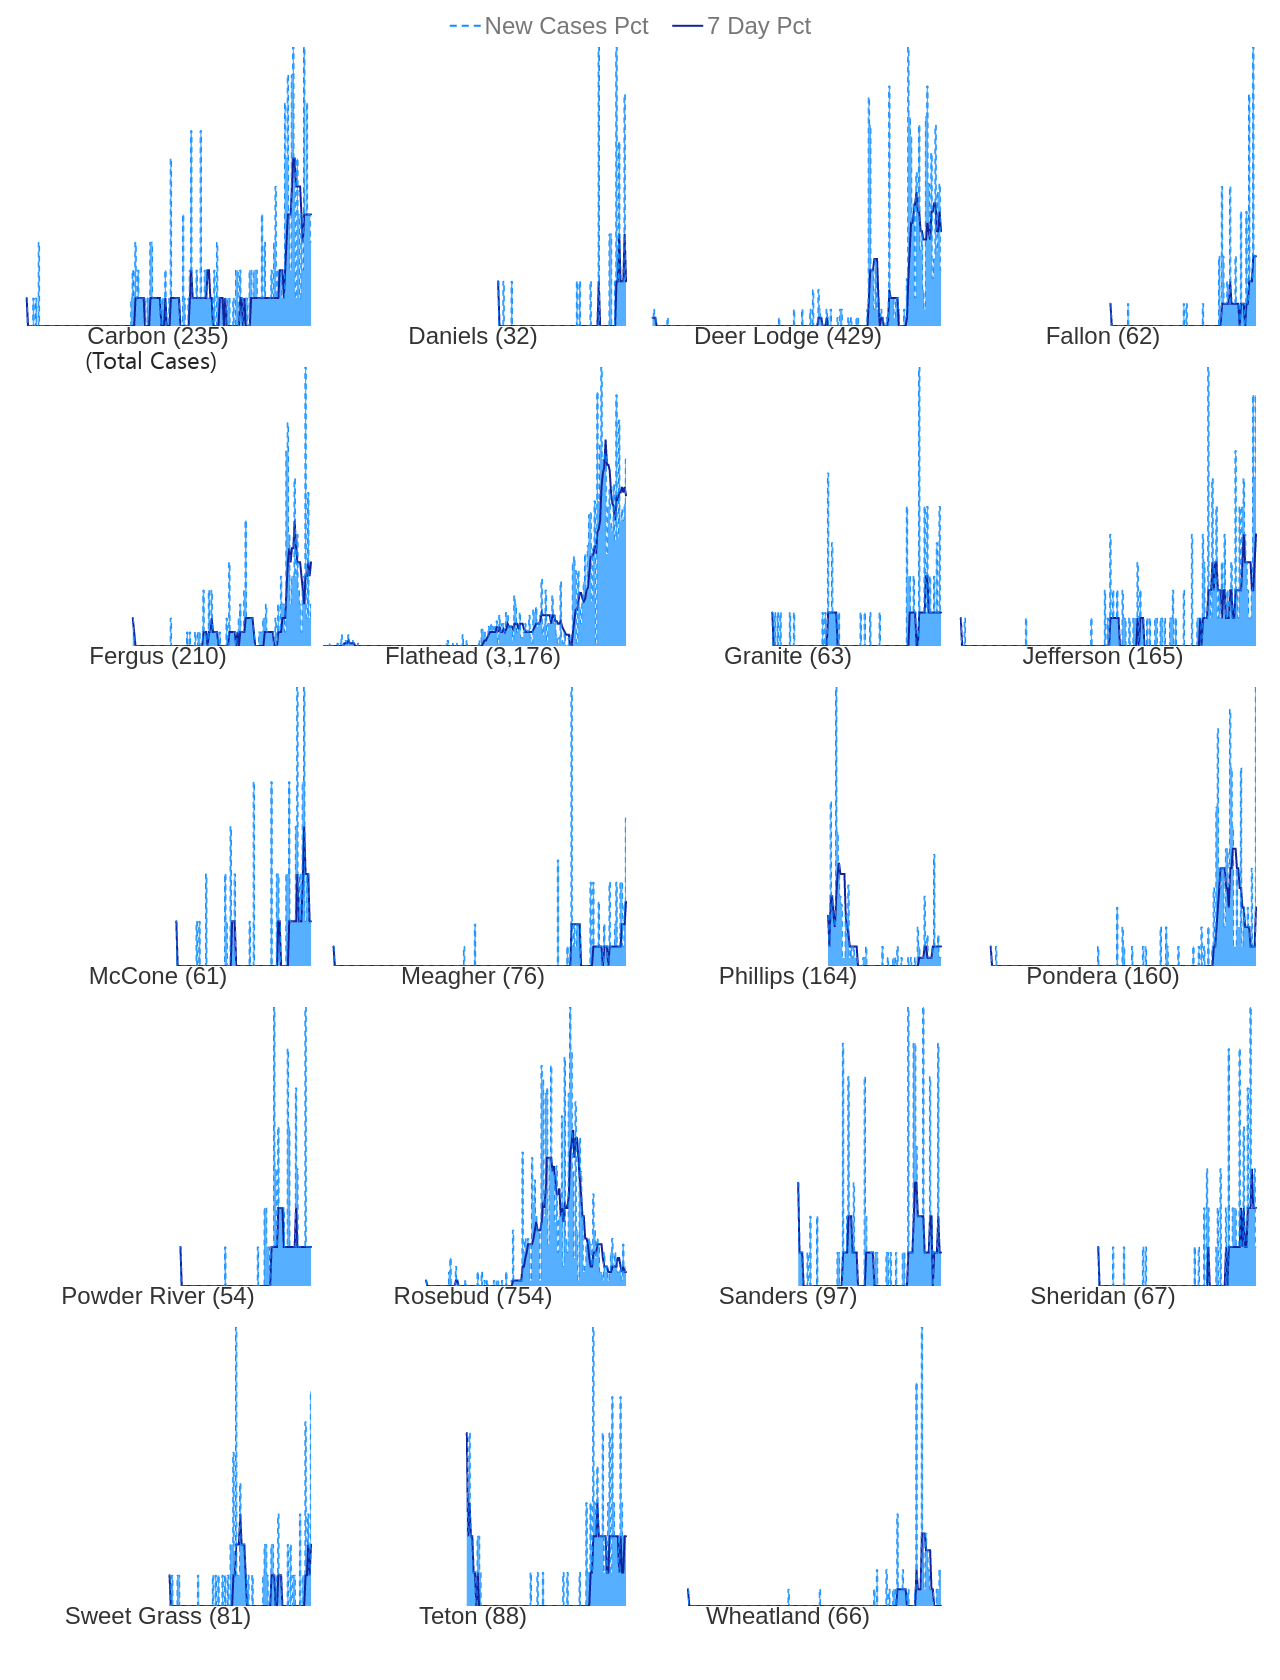 New Cases Pct 7 Day Pct
Carbon (235) Daniels (32) Deer Lodge (429) Fallon (62)
(Total Cases)
Fergus (210) Flathead (3,176) Granite (63) Jefferson (165)
McCone (61) Meagher (76) Phillips (164) Pondera (160)
Powder River (54) Rosebud (754) Sanders (97) Sheridan (67)
Sweet Grass (81) Teton (88) Wheatland (66)